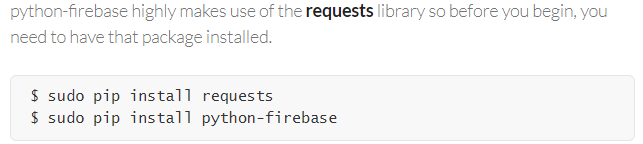 python-firebase highly makes use of the requests library so before you begin, you
need to have that package installed.
$ sudo pip install requests
$ sudo pip install python-firebase